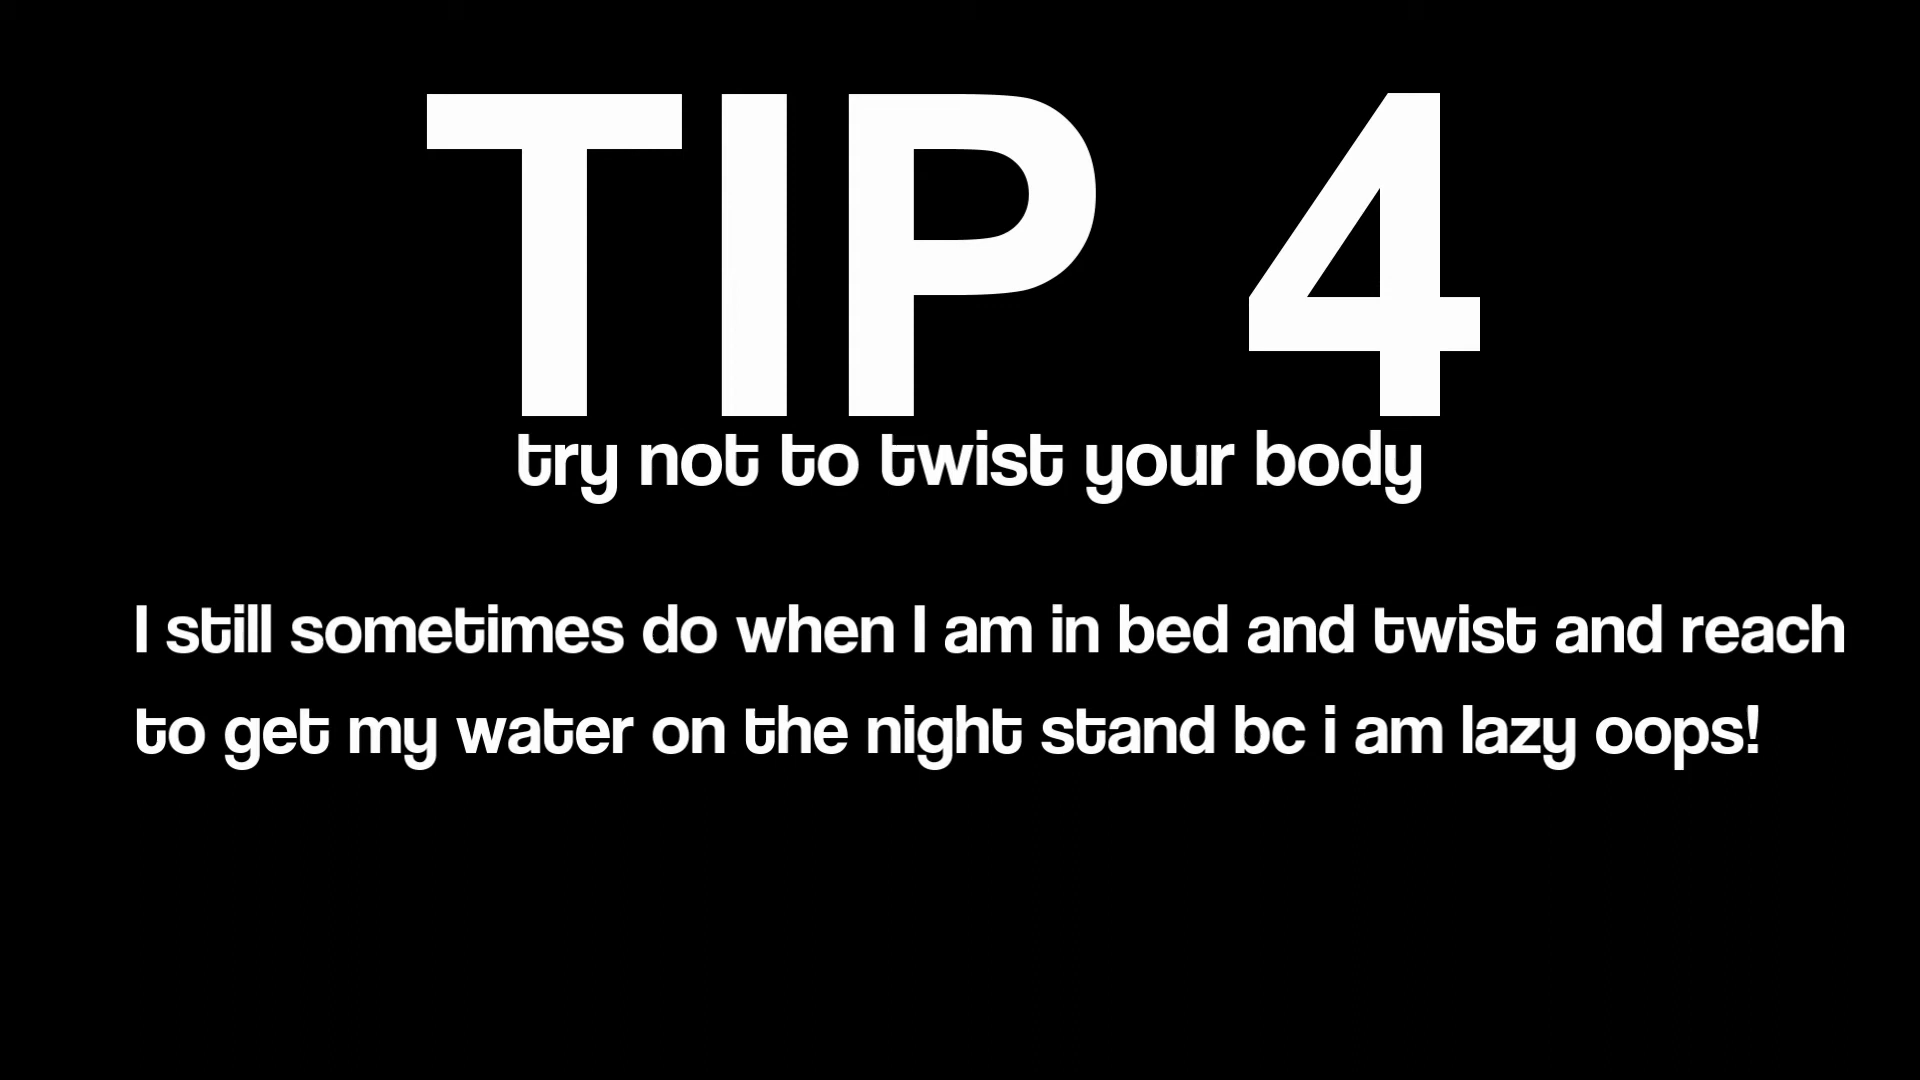 TIP 4
try not to twist your body
I still sometimes do when I am in bed and twist and reach
to get my water on the night stand bc i am lazy oops!